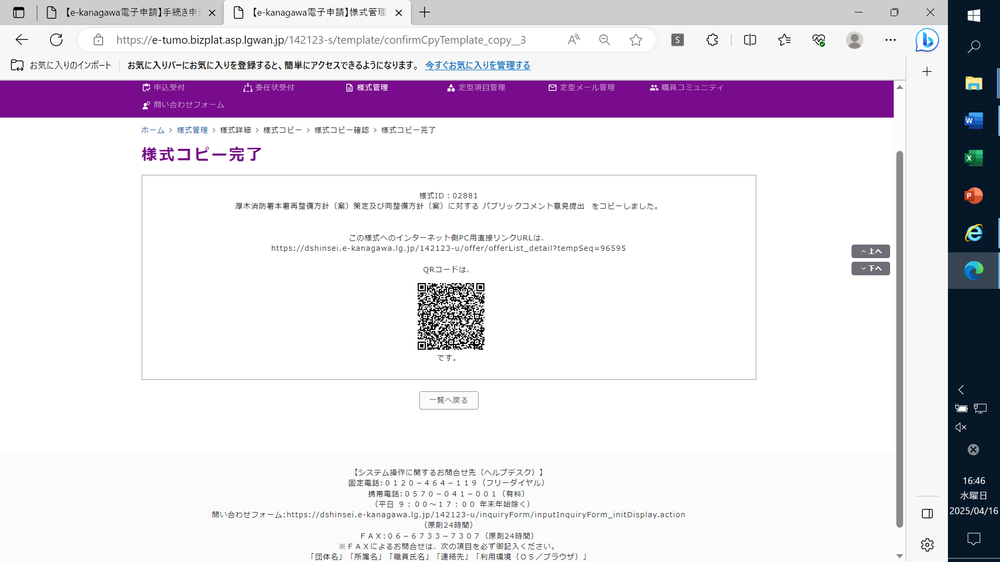 【e-kanagawa電子申請】手続き申込
【e-kanagawa電子申請】様式管理
https://e-tumo.bizplat.asp.lgwan.jp/142123-s/template/confirmCpyTemplate_copy__3
お気に入りのインポート
お気に入りバーにお気に入りを登録すると、簡単にアクセスできるようになります。 今すぐお気に入りを管理する
申込受付 委任状受付 様式管理 定型項目管理 定型メール管理 職員コミュニティ
問い合わせフォーム
ホーム > 様式管理 > 様式詳細 > 様式コピー > 様式コピー確認 > 様式コピー完了
様式コピー完了
様式ID：02881
厚木消防署本署再整備方針（案）策定及び同整備方針（案）に対する パブリックコメント意見提出 をコピーしました。
この様式へのインターネット側PC用直接リンクURLは、
https://dshinsei.e-kanagawa.lg.jp/142123-u/offer/offerList_detail?tempSeq=96595
QRコードは、
です。
上へ
下へ
一覧へ戻る
【システム操作に関するお問合せ先（ヘルプデスク）】
固定電話:０１２０－４６４－１１９（フリーダイヤル）
携帯電話:０５７０－０４１－００１（有料）
（平日 ９：００～１７：００ 年末年始除く）
問い合わせフォーム:https://dshinsei.e-kanagawa.lg.jp/142123-u/inquiryForm/inputInquiryForm_initDisplay.action
（原則24時間）
ＦＡＸ:０６－６７３３－７３０７（原則24時間）
※ＦＡＸによるお問合せは、次の項目を必ず御記入ください。
「団体名」「所属名」「職員氏名」「連絡先」「利用環境（ＯＳ／ブラウザ）」
16:46
水曜日
2025/04/16